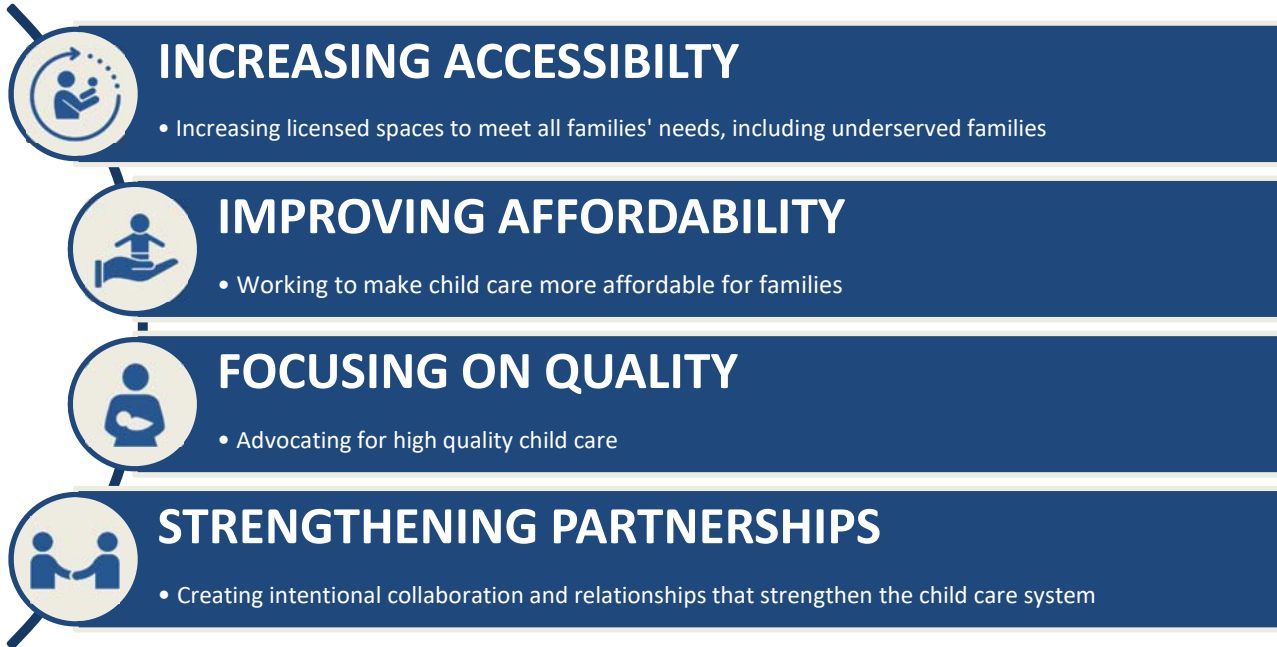 INCREASING ACCESSIBILTY
• Increasing licensed spaces to meet all families' needs, including underserved families
IMPROVING AFFORDABILITY
• Working to make child care more affordable for families
FOCUSING ON QUALITY
• Advocating for high quality child care
STRENGTHENING PARTNERSHIPS
• Creating intentional collaboration and relationships that strengthen the child care system